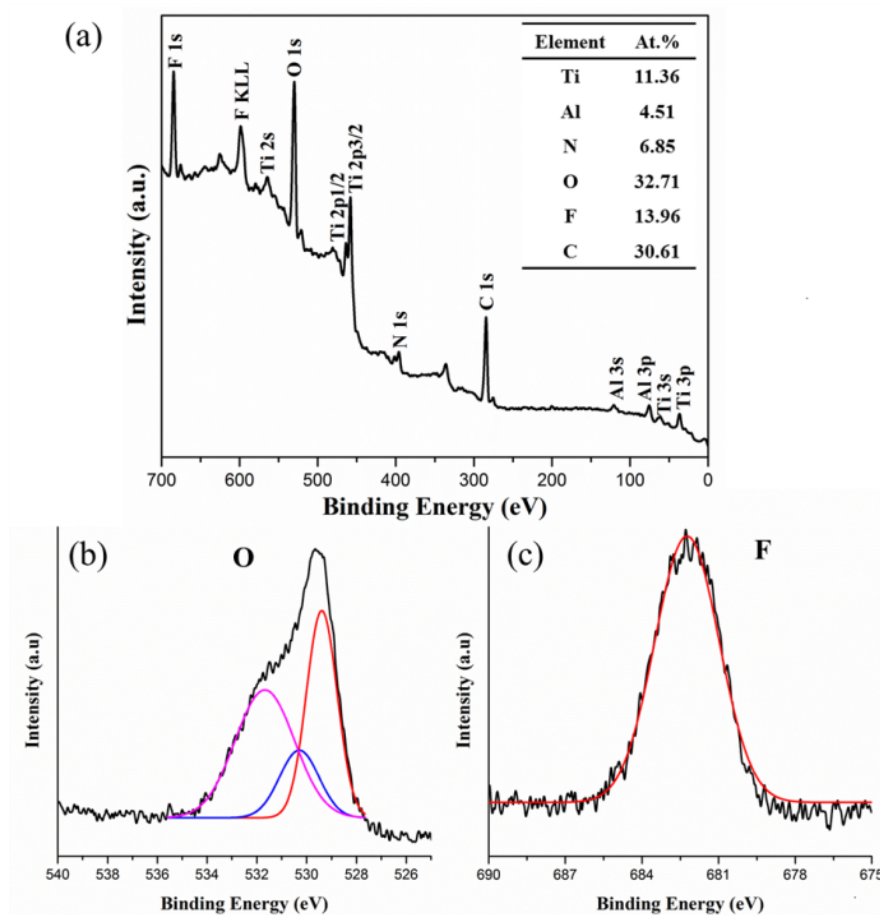 (a)
F 1s
F KLL
Ti 2s
O 1s
Ti 2p1/2
Ti 2p3/2
N 1s
C 1s
Al 3s
Al 3p
Ti 3s
Ti 3p
Element At.%
Ti 11.36
Al 4.51
N 6.85
O 32.71
F 13.96
C 30.61
Intensity (a.u.)
700 600 500 400 300 200 100 0
Binding Energy (eV)
(b)
O
Intensity (a.u)
540 538 536 534 532 530 528 526
Binding Energy (eV)
(c)
F
Intensity (a.u)
690 687 684 681 678 675
Binding Energy (eV)